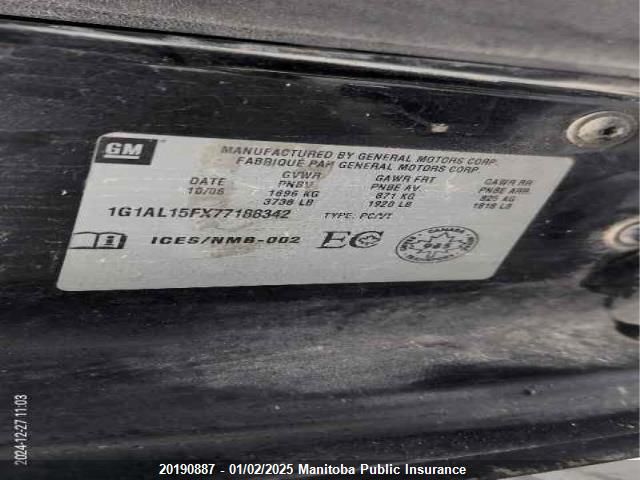 GM
MANUFACTURED BY GENERAL MOTORS CORP.
FABRIQUE PAR GENERAL MOTORS CORP.
DATE GVWR GAWR FRT GAWR RR
PNBV PNBE AV PNBE ARR
10/06 1696 KG 871 KG 825 KG
3738 LB 1920 LB 1818 LB
1G1AL15FX77188342 TYPE: PC/VT
ICES/NMB-002 EC CANADA
2024-12-27 11:03
20190887 - 01/02/2025 Manitoba Public Insurance